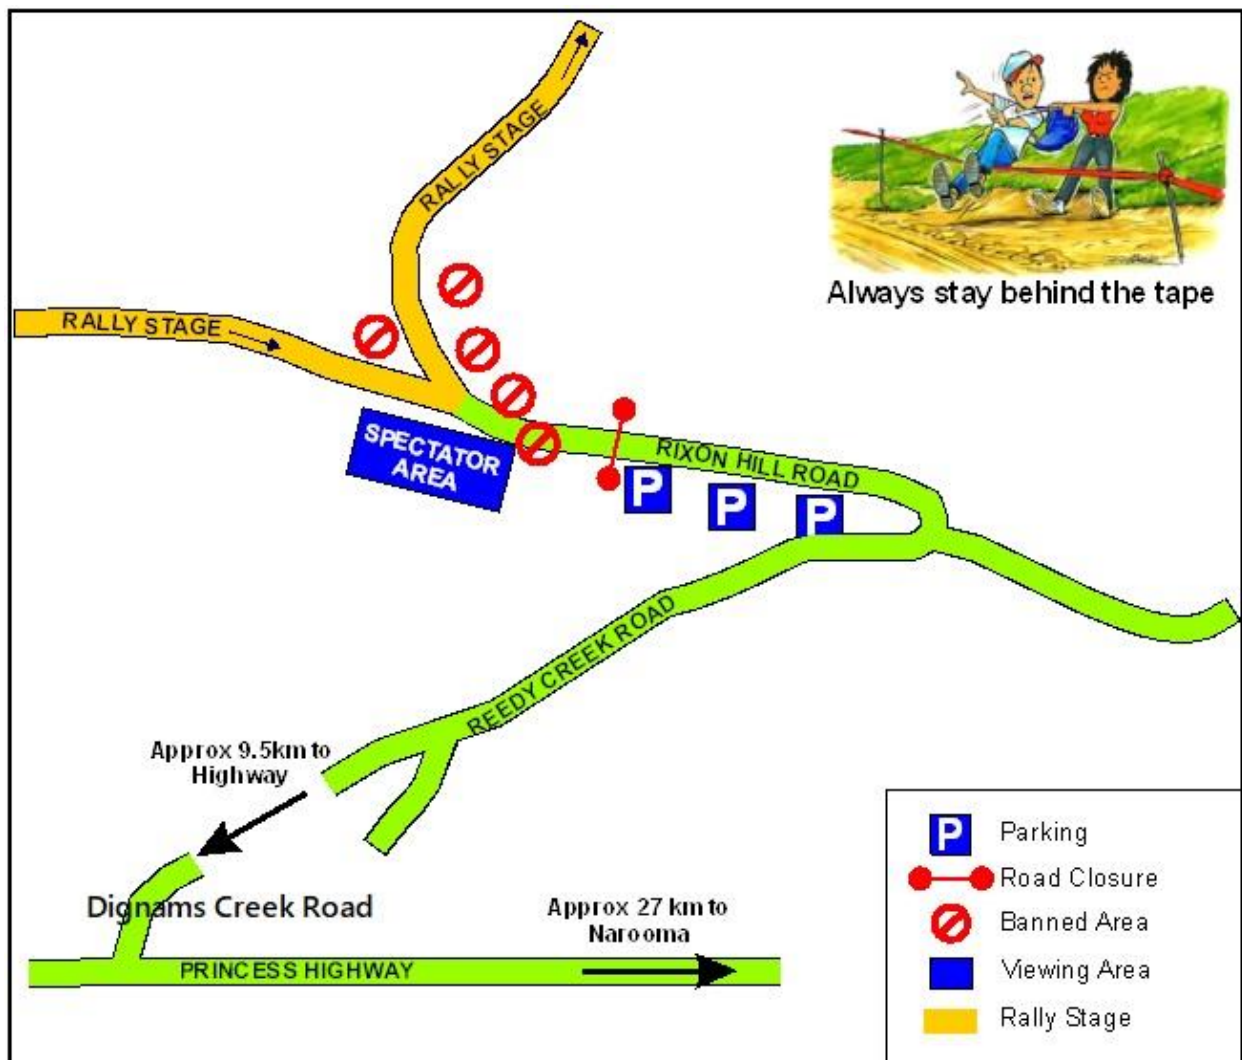 RALLY STAGE
RALLY STAGE
Always stay behind the tape
SPECTATOR
AREA
RIXON HILL ROAD
P
P
P
REEDY CREEK ROAD
Approx 9.5km to
Highway
Dignams Creek Road
Approx 27 km to
Narooma
PRINCESS HIGHWAY
P Parking
Road Closure
Banned Area
Viewing Area
Rally Stage